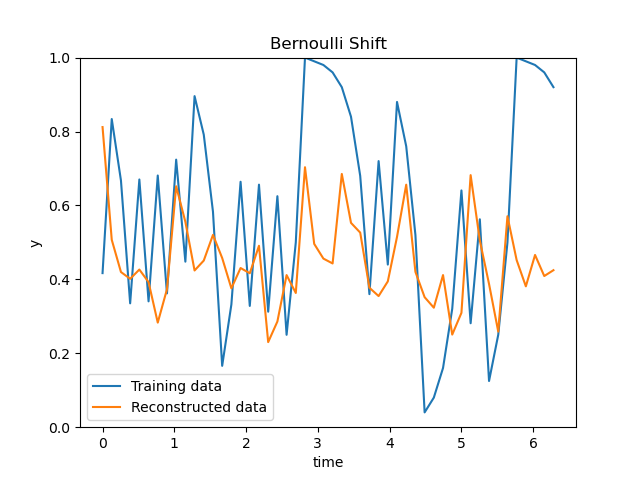 Bernoulli Shift
1.0
0.8
0.6
0.4
0.2
0.0
y
Training data
Reconstructed data
0 1 2 3 4 5 6
time